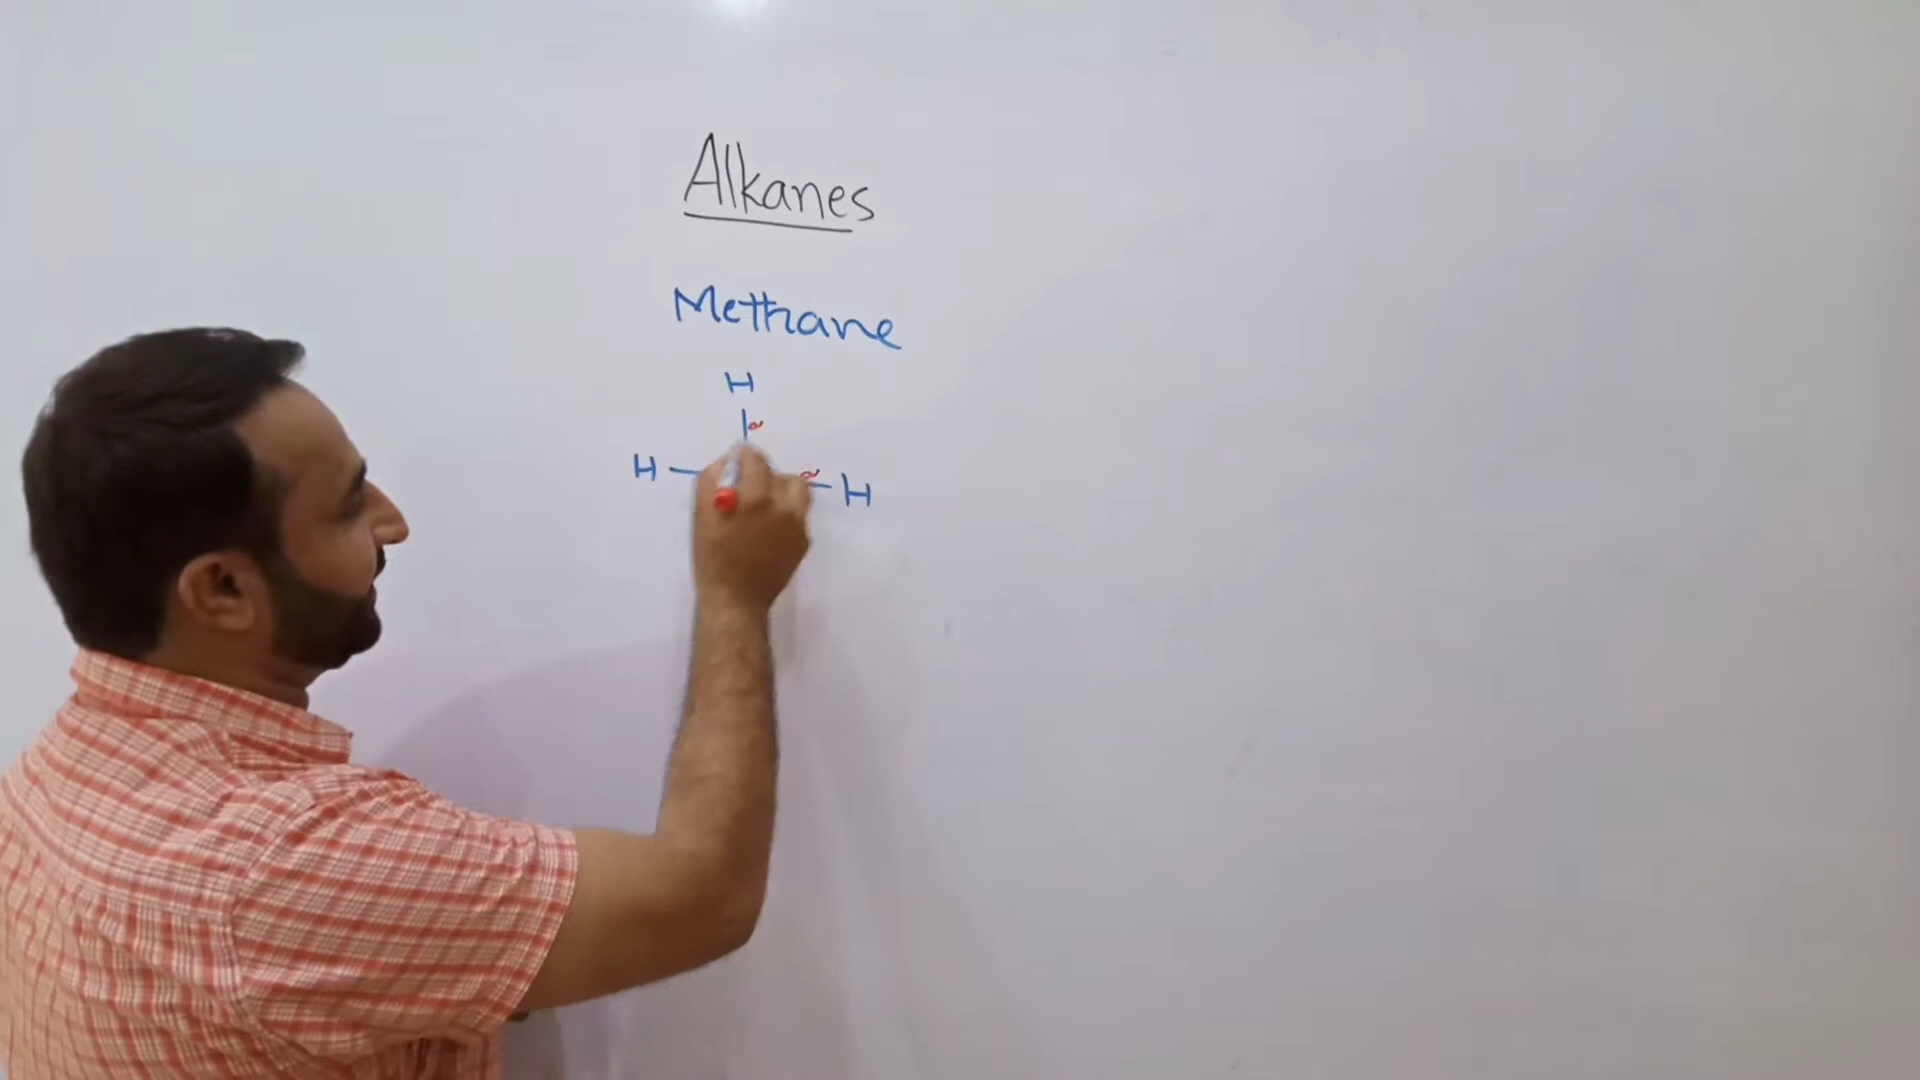 Alkanes
Methane
H
σ
H σ H